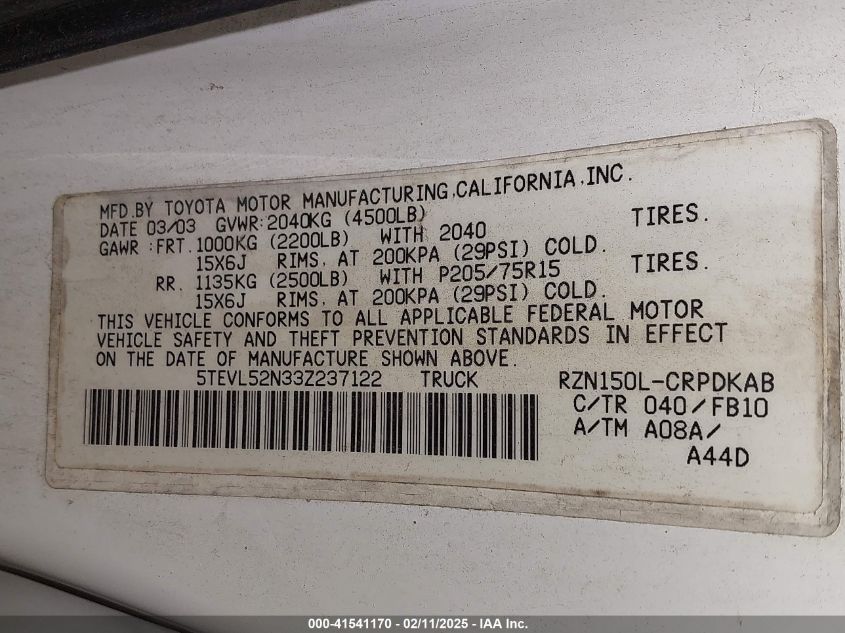 MFD.BY TOYOTA MOTOR MANUFACTURING,CALIFORNIA,INC.
DATE 03/03 GVWR:2040KG (4500LB)
GAWR :FRT.1000KG (2200LB) WITH 2040 TIRES.
15X6J RIMS, AT 200KPA (29PSI) COLD.
RR. 1135KG (2500LB) WITH P205/75R15 TIRES.
15X6J RIMS, AT 200KPA (29PSI) COLD.
THIS VEHICLE CONFORMS TO ALL APPLICABLE FEDERAL MOTOR
VEHICLE SAFETY AND THEFT PREVENTION STANDARDS IN EFFECT
ON THE DATE OF MANUFACTURE SHOWN ABOVE.
5TEVL52N33Z237122 TRUCK RZN150L-CRPDKAB
C/TR 040/FB10
A/TM A08A/
A44D
000-41541170 - 02/11/2025 - IAA Inc.